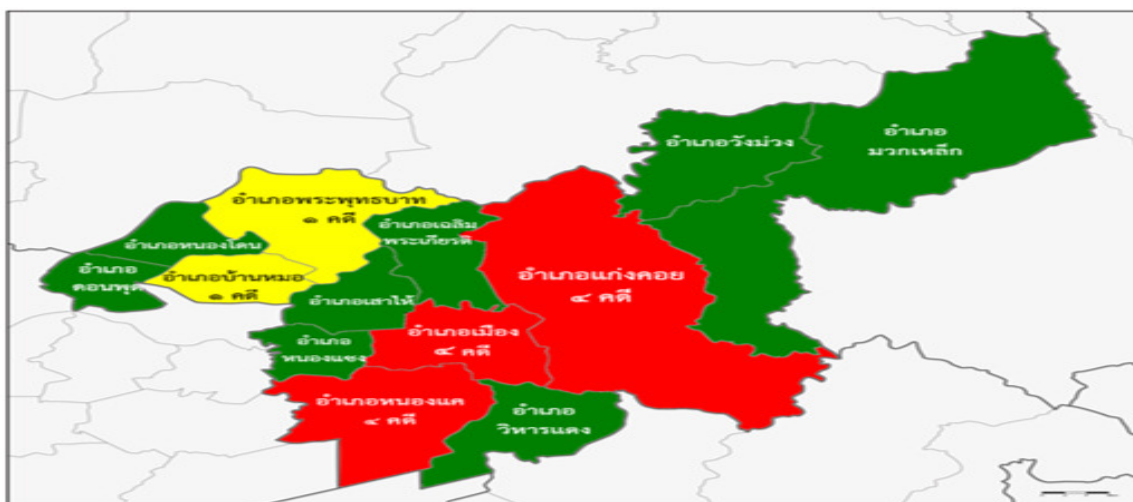 อำเภอวังม่วง
อำเภอ
มวกเหล็ก
อำเภอพระพุทธบาท
๑ คดี
อำเภอเฉลิม
พระเกียรติ
อำเภอหนองโดน
อำเภอ
ดอนพุด
อำเภอบ้านหมอ
๑ คดี
อำเภอแก่งคอย
๔ คดี
อำเภอเสาไห้
อำเภอเมือง
๕ คดี
อำเภอ
หนองแซง
อำเภอหนองแค
๔ คดี
อำเภอ
วิหารแดง